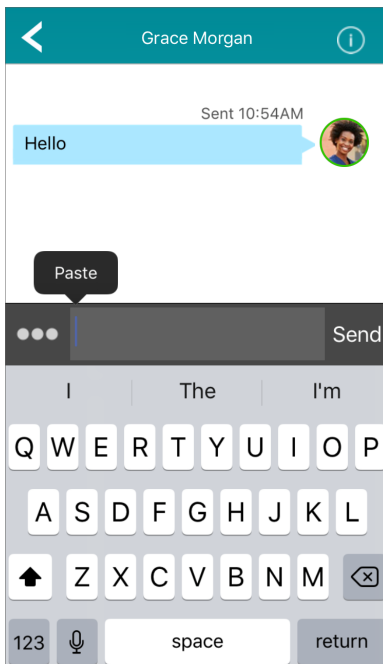 Grace Morgan
Sent 10:54AM
Hello
Paste
Send
I The I'm
Q W E R T Y U I O P
A S D F G H J K L
Z X C V B N M
123 space return